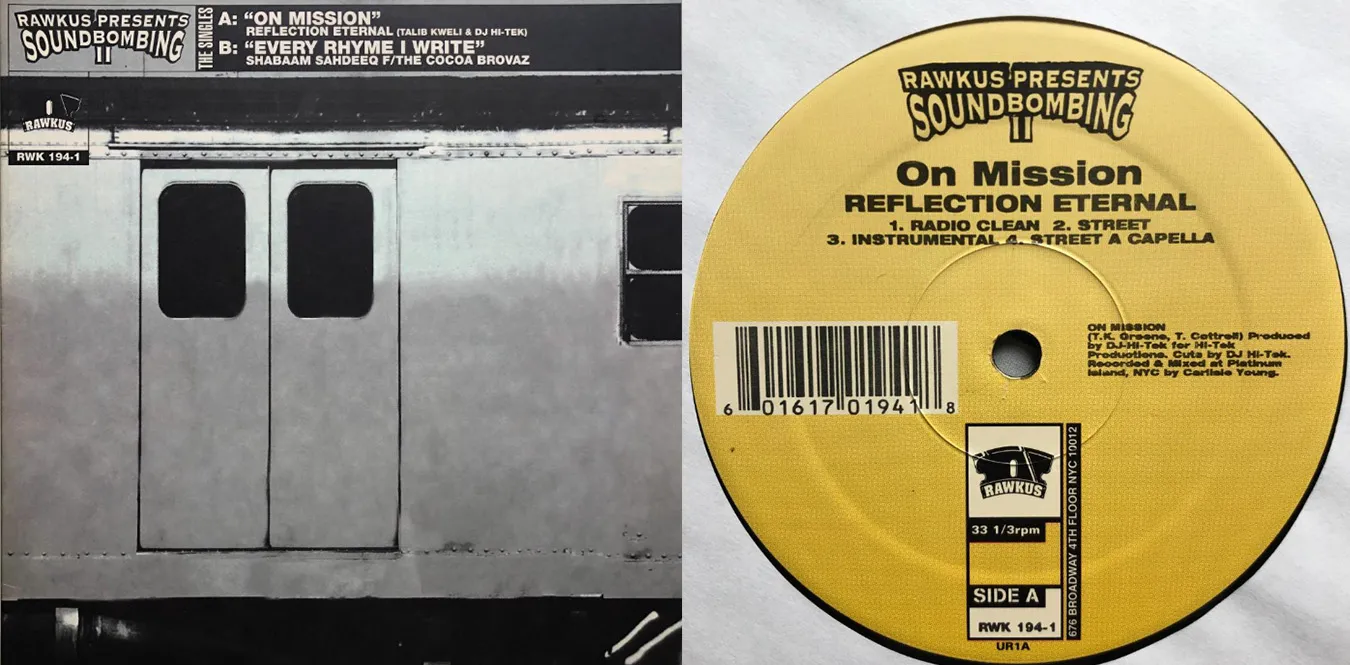 RAWKUS PRESENTS
SOUNDBOMBING
II
THE SINGLES
A: "ON MISSION"
REFLECTION ETERNAL (TALIB KWELI & DJ HI-TEK)
B: "EVERY RHYME I WRITE"
SHABAAM SAHDEEQ F/THE COCOA BROVAZ
RAWKUS
RWK 194-1
RAWKUS PRESENTS
SOUNDBOMBING
II
On Mission
REFLECTION ETERNAL
1. RADIO CLEAN 2. STREET
3. INSTRUMENTAL 4. STREET A CAPELLA
6 01617 01941 8
ON MISSION
(T.K. Greene, T. Cottrell) Produced
by DJ-Hi-Tek for Hi-Tek
Productions. Cuts by DJ Hi-Tek.
Recorded & Mixed at Platinum
Island, NYC by Carlisle Young.
RAWKUS
33 1/3rpm
SIDE A
RWK 194-1
676 BROADWAY 4TH FLOOR NYC 10012
UR1A